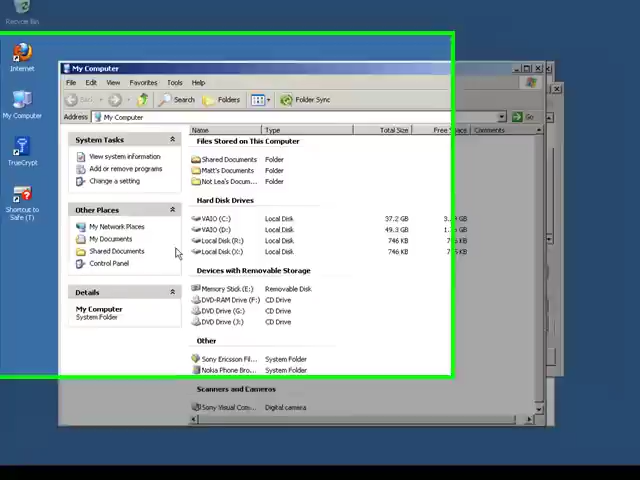 Recycle Bin
Internet
My Computer
TrueCrypt
Shortcut to
Safe (T)
My Computer
File Edit View Favorites Tools Help
Back Search Folders Folder Sync
Address My Computer Go
System Tasks
View system information
Add or remove programs
Change a setting
Other Places
My Network Places
My Documents
Shared Documents
Control Panel
Details
My Computer
System Folder
Name Type Total Size Free Space Comments
Files Stored on This Computer
Shared Documents Folder
Matt's Documents Folder
Not Lea's Docum... Folder
Hard Disk Drives
VAIO (C:) Local Disk 37.2 GB
VAIO (D:) Local Disk 49.3 GB
Local Disk (R:) Local Disk 746 KB
Local Disk (X:) Local Disk 746 KB
Devices with Removable Storage
Memory Stick (E:) Removable Disk
DVD-RAM Drive (F:) CD Drive
DVD Drive (G:) CD Drive
DVD Drive (J:) CD Drive
Other
Sony Ericsson Fil... System Folder
Nokia Phone Bro... System Folder
Scanners and Cameras
Sony Visual Com... Digital camera